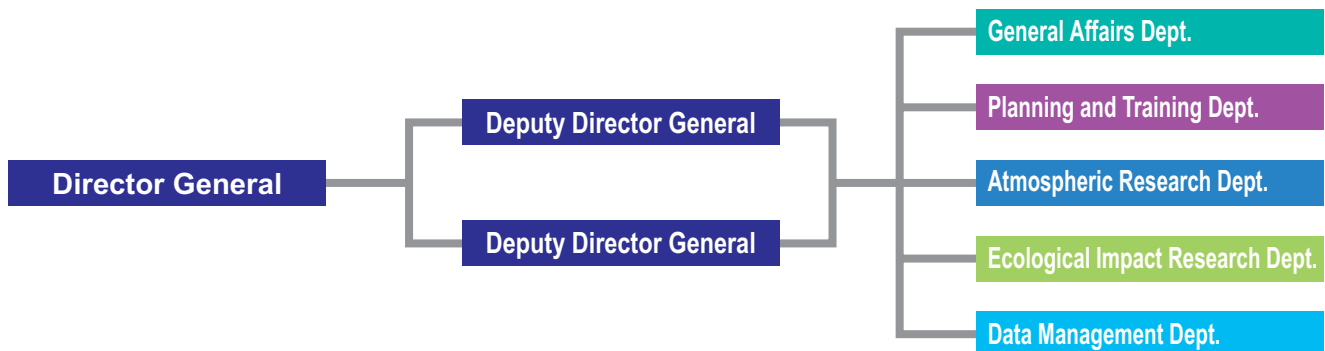 Director General
Deputy Director General
Deputy Director General
General Affairs Dept.
Planning and Training Dept.
Atmospheric Research Dept.
Ecological Impact Research Dept.
Data Management Dept.